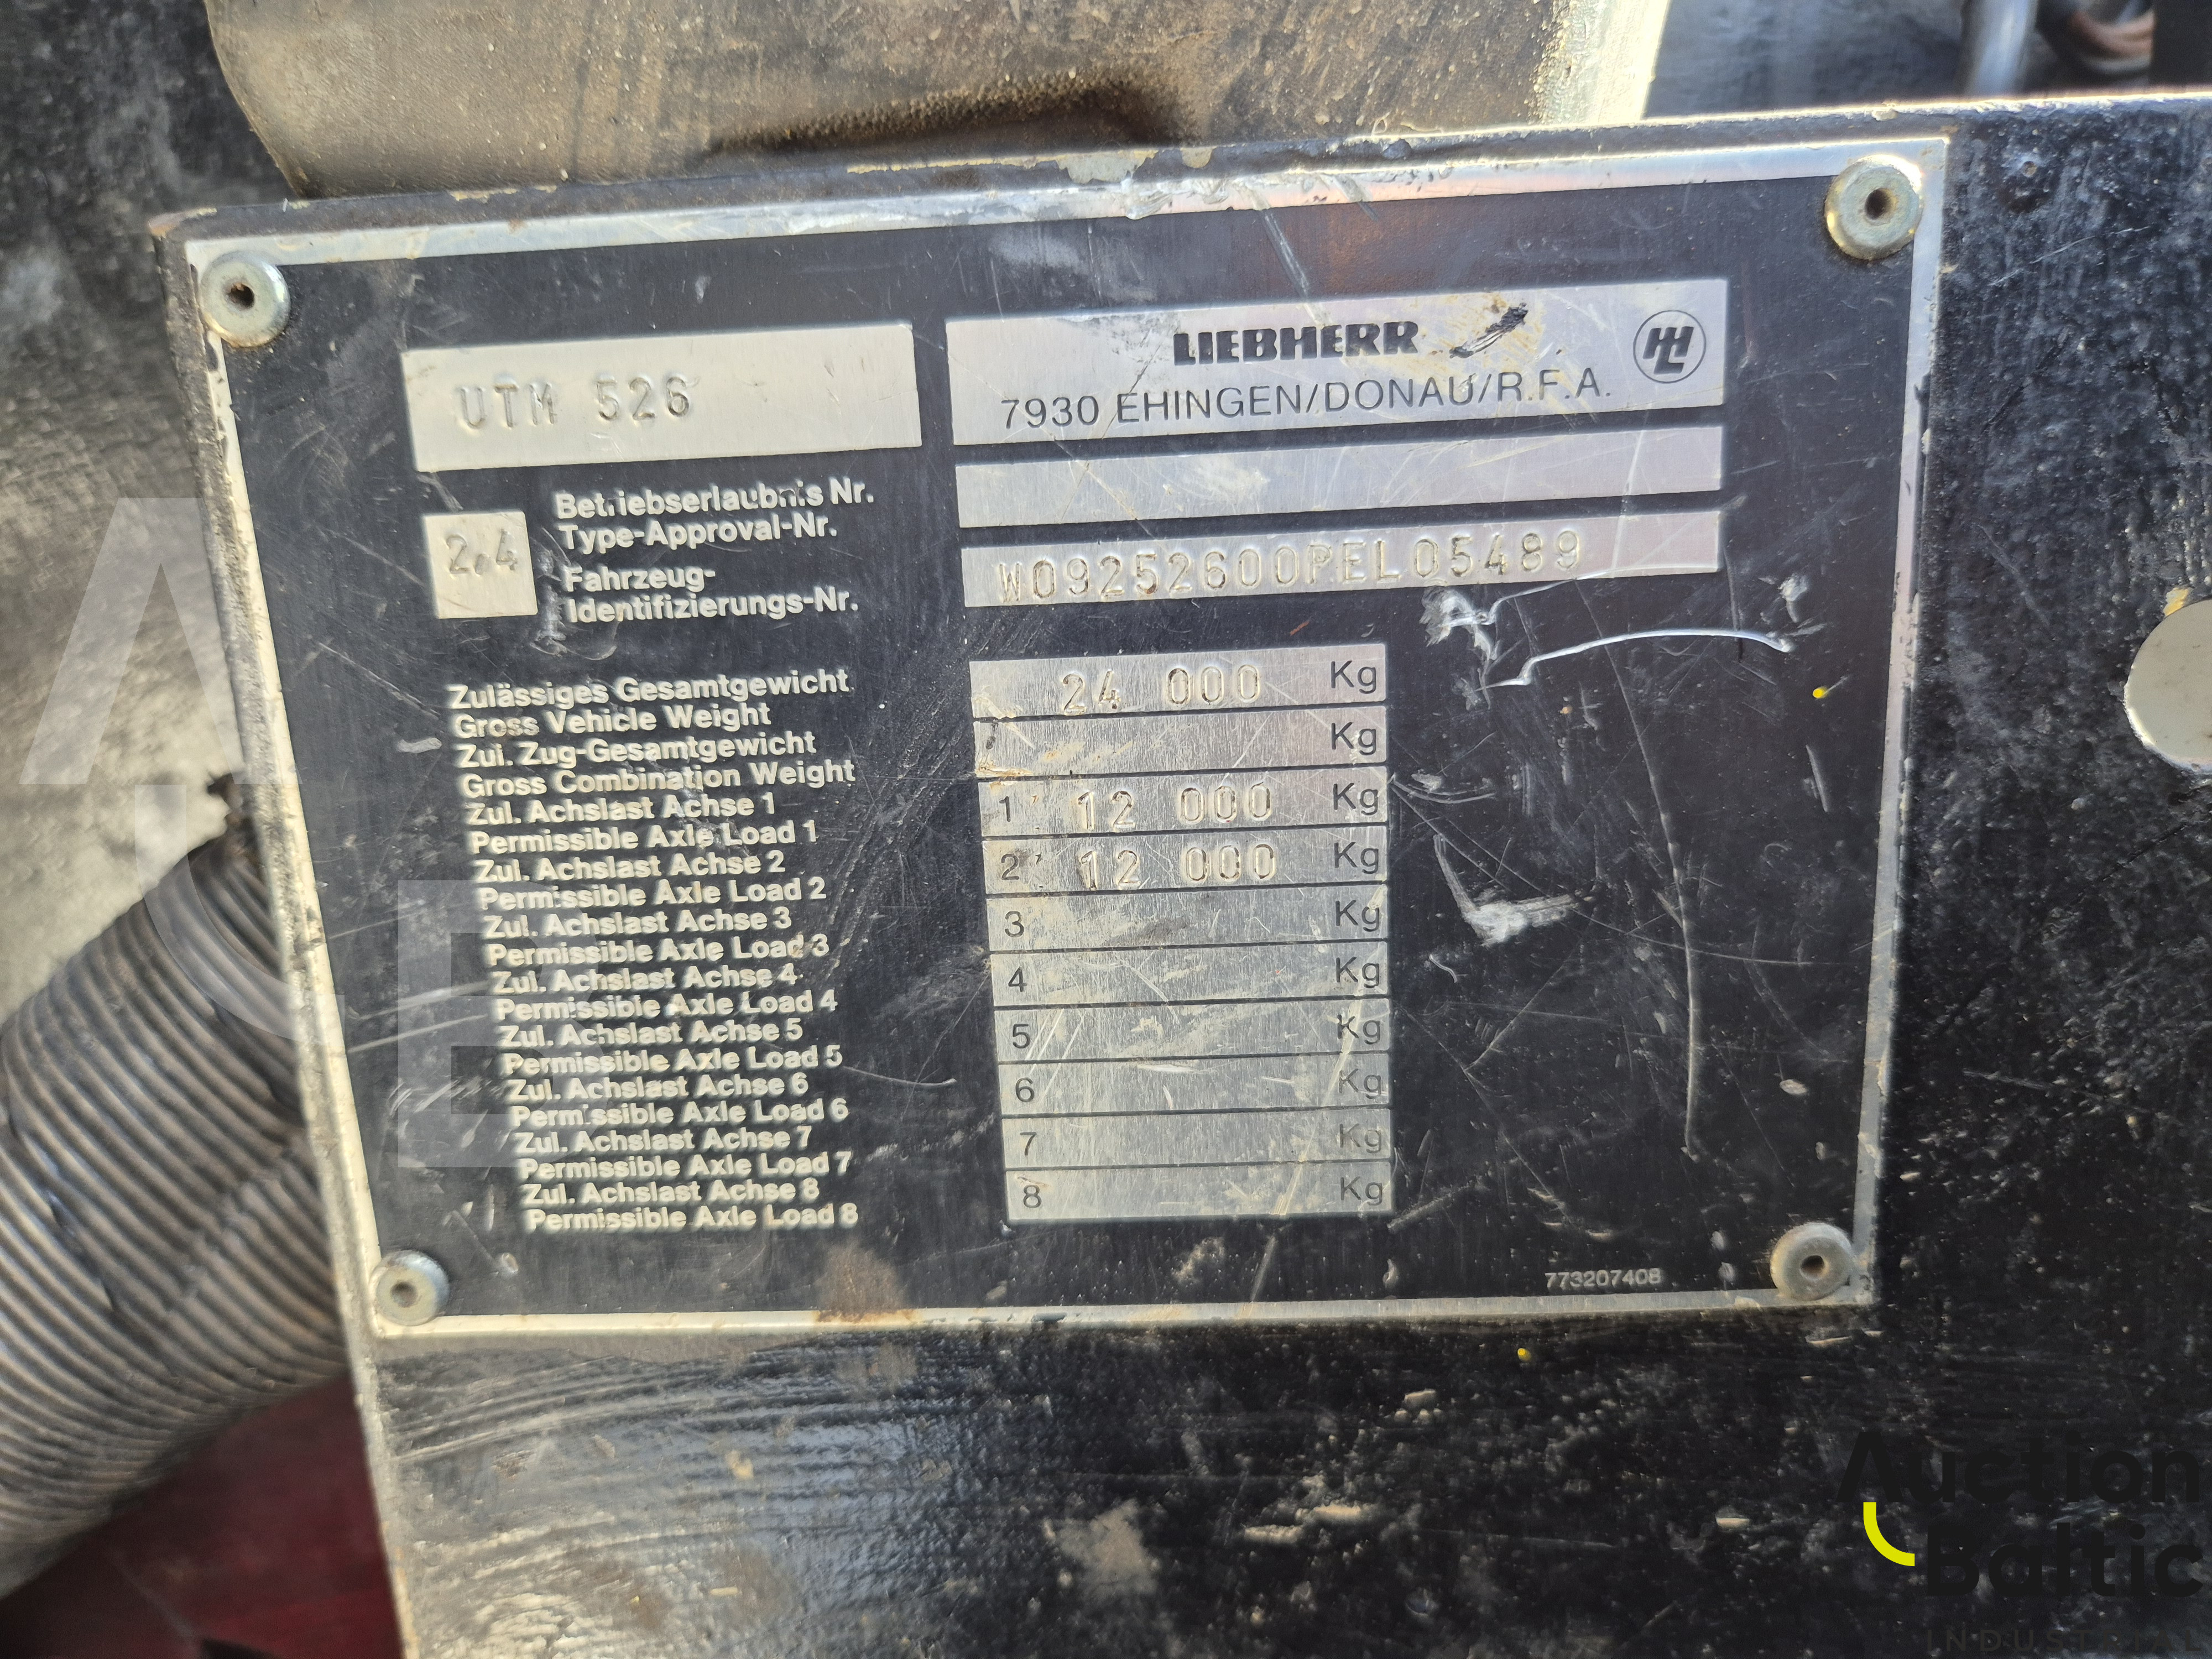 UTM 526
LIEBHERR
7930 EHINGEN/DONAU/R.F.A.
Betriebserlaubnis Nr.
Type-Approval-Nr.
2,4
Fahrzeug-
Identifizierungs-Nr.
W09252600PEL05489
Zulässiges Gesamtgewicht
Gross Vehicle Weight
24 000 Kg
Zul. Zug-Gesamtgewicht
Gross Combination Weight
Kg
Zul. Achslast Achse 1
Permissible Axle Load 1
1 12 000 Kg
Zul. Achslast Achse 2
Permissible Axle Load 2
2 12 000 Kg
Zul. Achslast Achse 3
Permissible Axle Load 3
3 Kg
Zul. Achslast Achse 4
Permissible Axle Load 4
4 Kg
Zul. Achslast Achse 5
Permissible Axle Load 5
5 Kg
Zul. Achslast Achse 6
Permissible Axle Load 6
6 Kg
Zul. Achslast Achse 7
Permissible Axle Load 7
7 Kg
Zul. Achslast Achse 8
Permissible Axle Load 8
8 Kg
773207408
Auction
Baltic
INDUSTRIAL